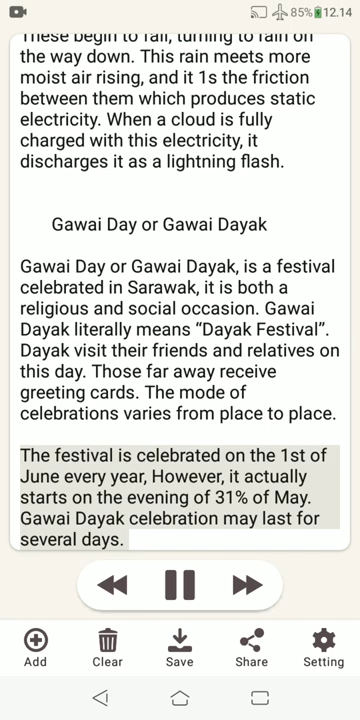 85% 12.14
These begin to fall, turning to rain on
the way down. This rain meets more
moist air rising, and it 1s the friction
between them which produces static
electricity. When a cloud is fully
charged with this electricity, it
discharges it as a lightning flash.
Gawai Day or Gawai Dayak
Gawai Day or Gawai Dayak, is a festival
celebrated in Sarawak, it is both a
religious and social occasion. Gawai
Dayak literally means “Dayak Festival”.
Dayak visit their friends and relatives on
this day. Those far away receive
greeting cards. The mode of
celebrations varies from place to place.
The festival is celebrated on the 1st of
June every year, However, it actually
starts on the evening of 31% of May.
Gawai Dayak celebration may last for
several days.
Add Clear Save Share Setting